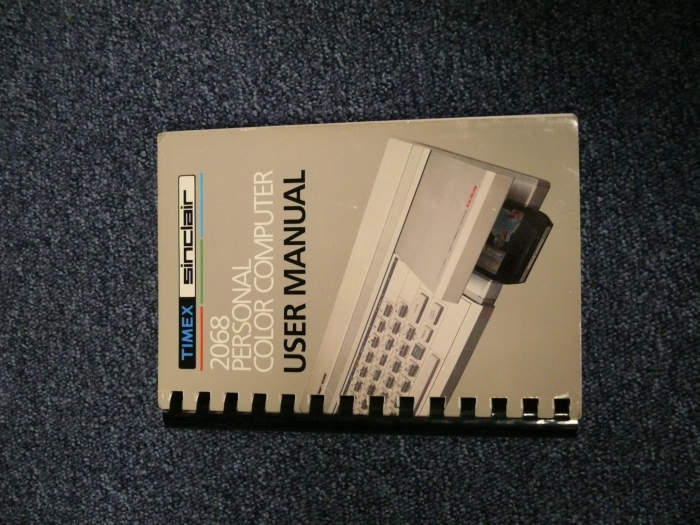 TIMEX sinclair
2068
PERSONAL
COLOR COMPUTER
USER MANUAL